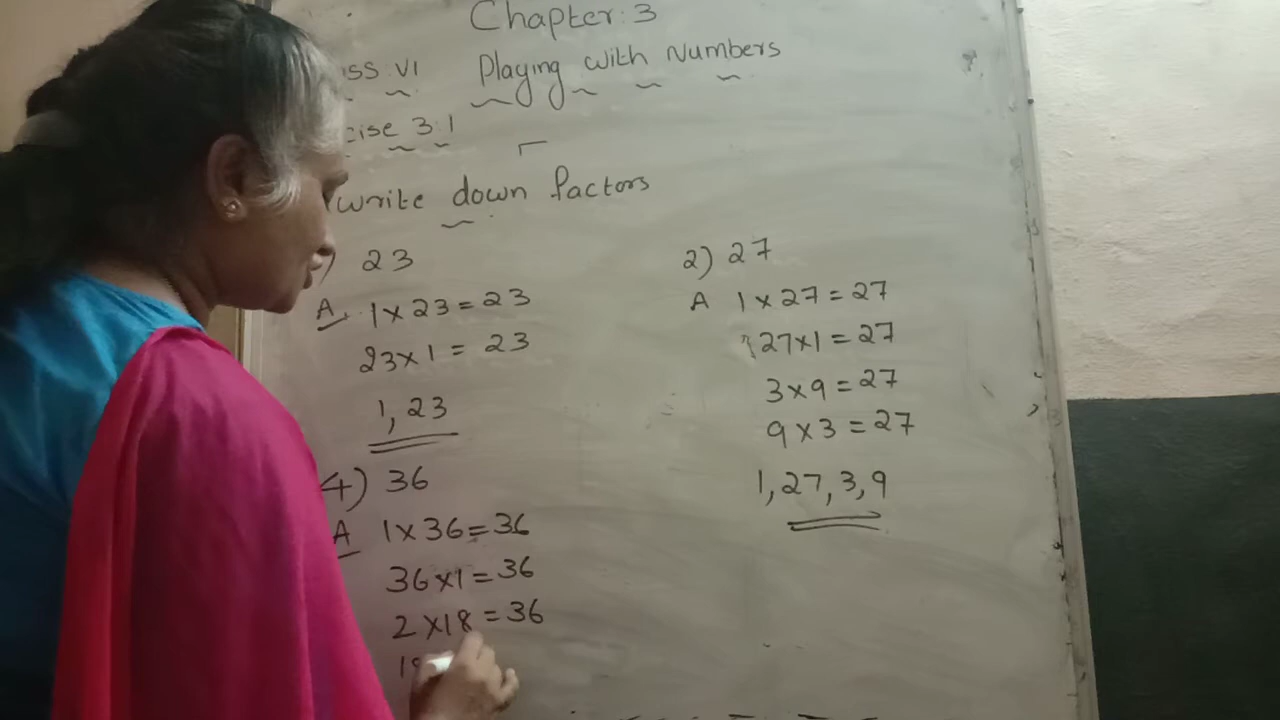 Chapter: 3
ss VI Playing with Numbers
cise 3.1
write down factors
) 23
A. 1 x 23 = 23
23 x 1 = 23
1, 23
4) 36
A 1 x 36 = 36
36 x 1 = 36
2 x 18 = 36
2) 27
A 1 x 27 = 27
27 x 1 = 27
3 x 9 = 27
9 x 3 = 27
1, 27, 3, 9